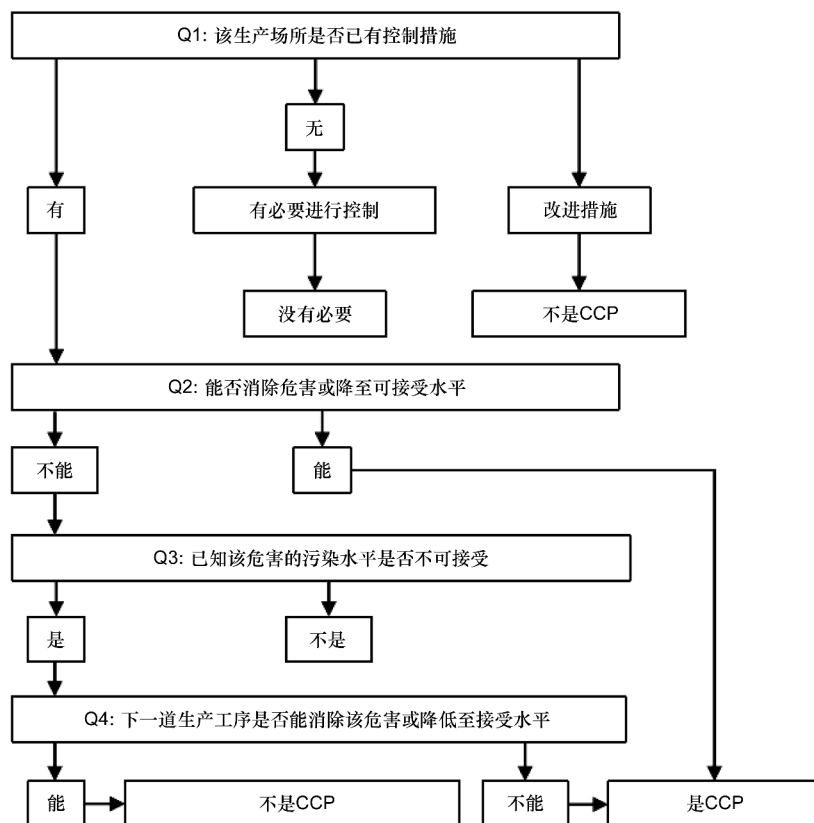 Q1: 该生产场所是否已有控制措施
无
有
有必要进行控制
改进措施
没有必要
不是CCP
Q2: 能否消除危害或降至可接受水平
不能
能
Q3: 已知该危害的污染水平是否不可接受
是
不是
Q4: 下一道生产工序是否能消除该危害或降低至接受水平
能
不是CCP
不能
是CCP